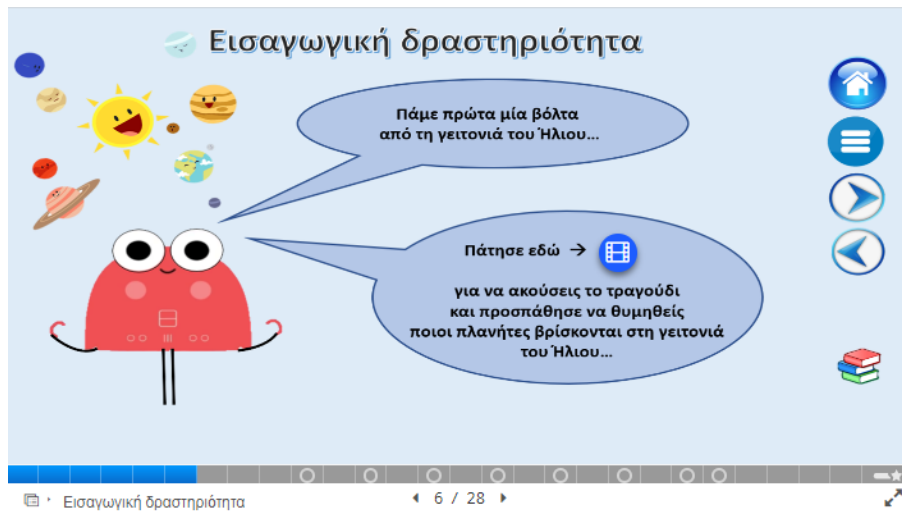 Εισαγωγική δραστηριότητα
Πάμε πρώτα μία βόλτα
από τη γειτονιά του Ήλιου...
Πάτησε εδώ →
για να ακούσεις το τραγούδι
και προσπάθησε να θυμηθείς
ποιοι πλανήτες βρίσκονται στη γειτονιά
του Ήλιου...
Εισαγωγική δραστηριότητα
6 / 28